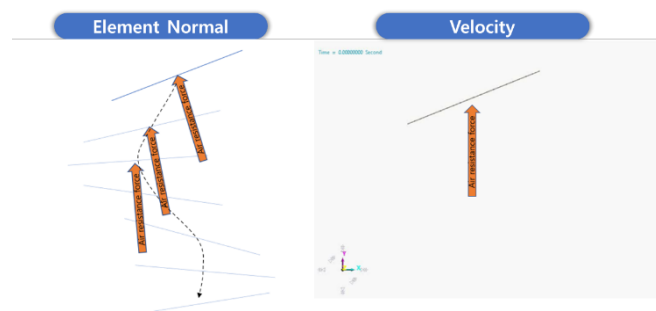 Element Normal
Velocity
Time = 0.0000000 Second
Air resistance force
Air resistance force
Air resistance force
Air resistance force